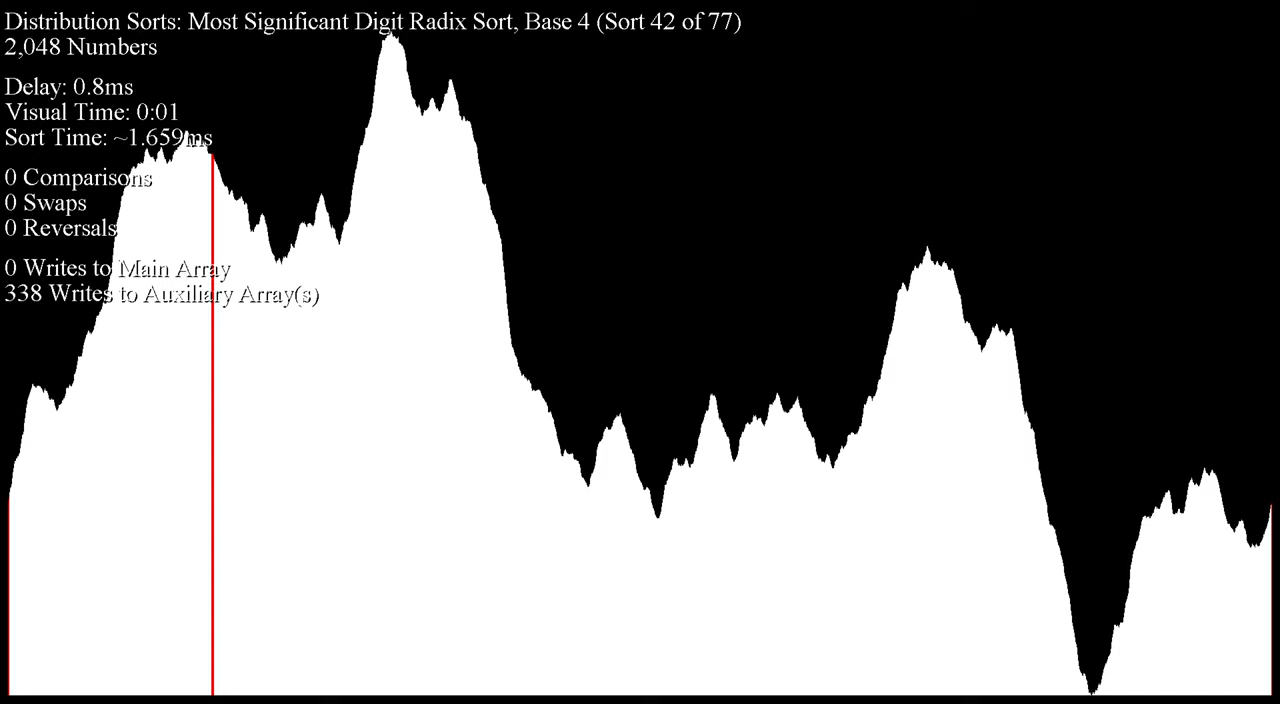 Distribution Sorts: Most Significant Digit Radix Sort, Base 4 (Sort 42 of 77)
2,048 Numbers
Delay: 0.8ms
Visual Time: 0:01
Sort Time: ~1.659ms
0 Comparisons
0 Swaps
0 Reversals
0 Writes to Main Array
338 Writes to Auxiliary Array(s)